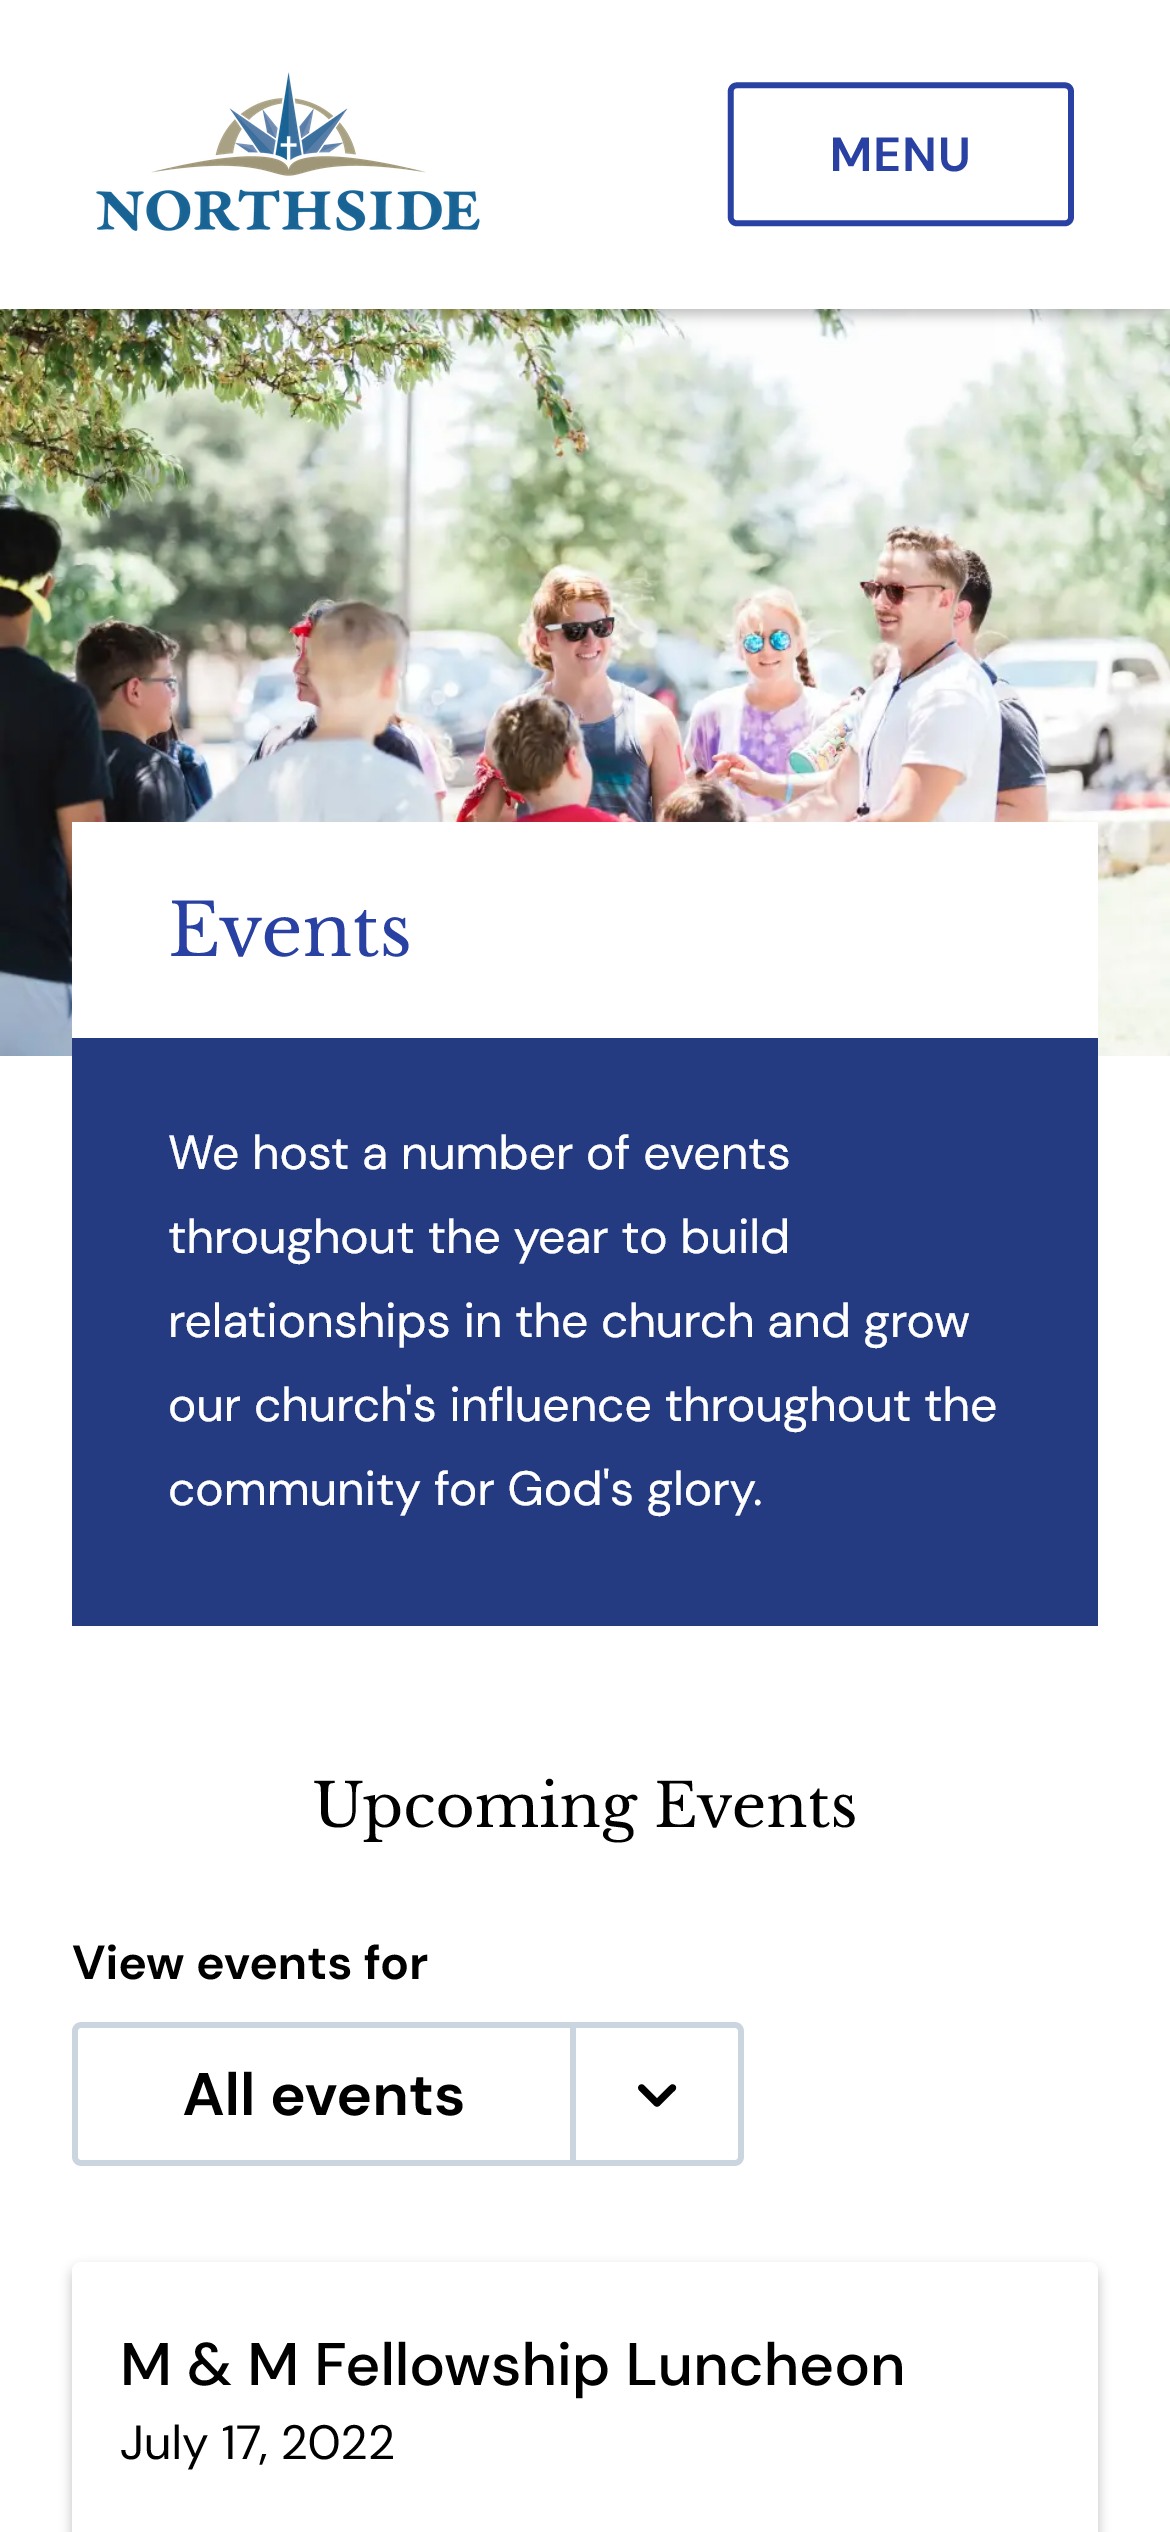 NORTHSIDE
MENU
Events
We host a number of events
throughout the year to build
relationships in the church and grow
our church's influence throughout the
community for God's glory.
Upcoming Events
View events for
All events
M & M Fellowship Luncheon
July 17, 2022